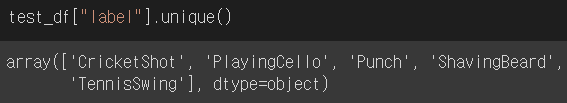 test_df["label"].unique()
array(['CricketShot', 'PlayingCello', 'Punch', 'ShavingBeard',
'TennisSwing'], dtype=object)